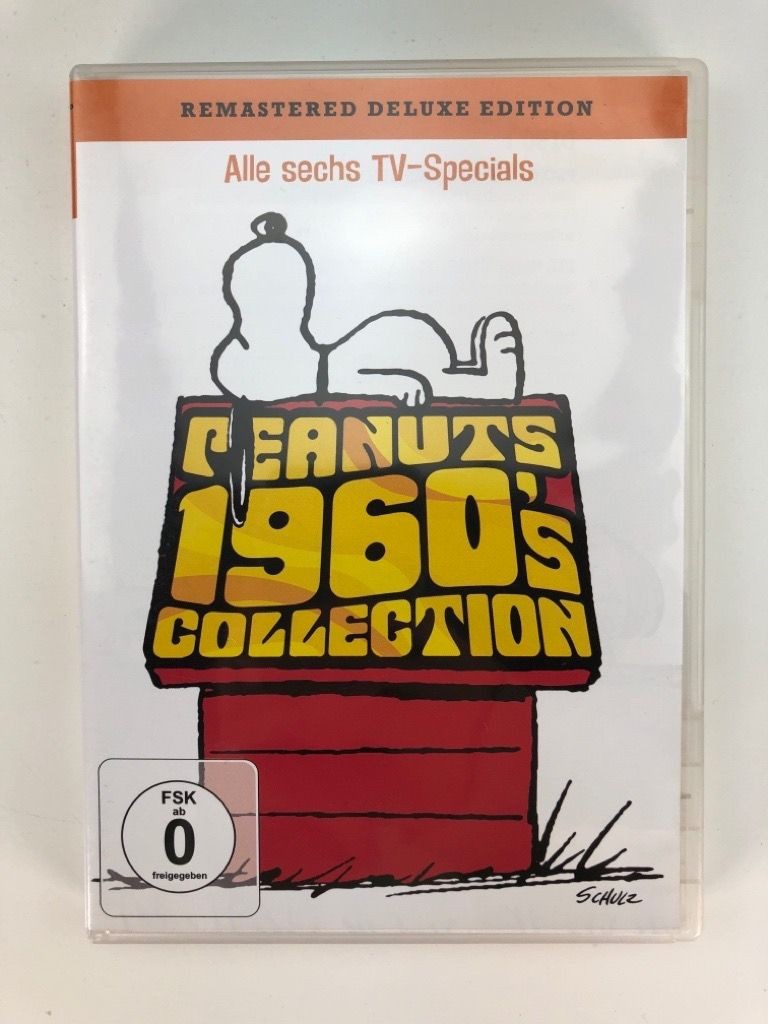 REMASTERED DELUXE EDITION
Alle sechs TV-Specials
PEANUTS
1960's
COLLECTION
FSK
ab
0
freigegeben
SCHULZ